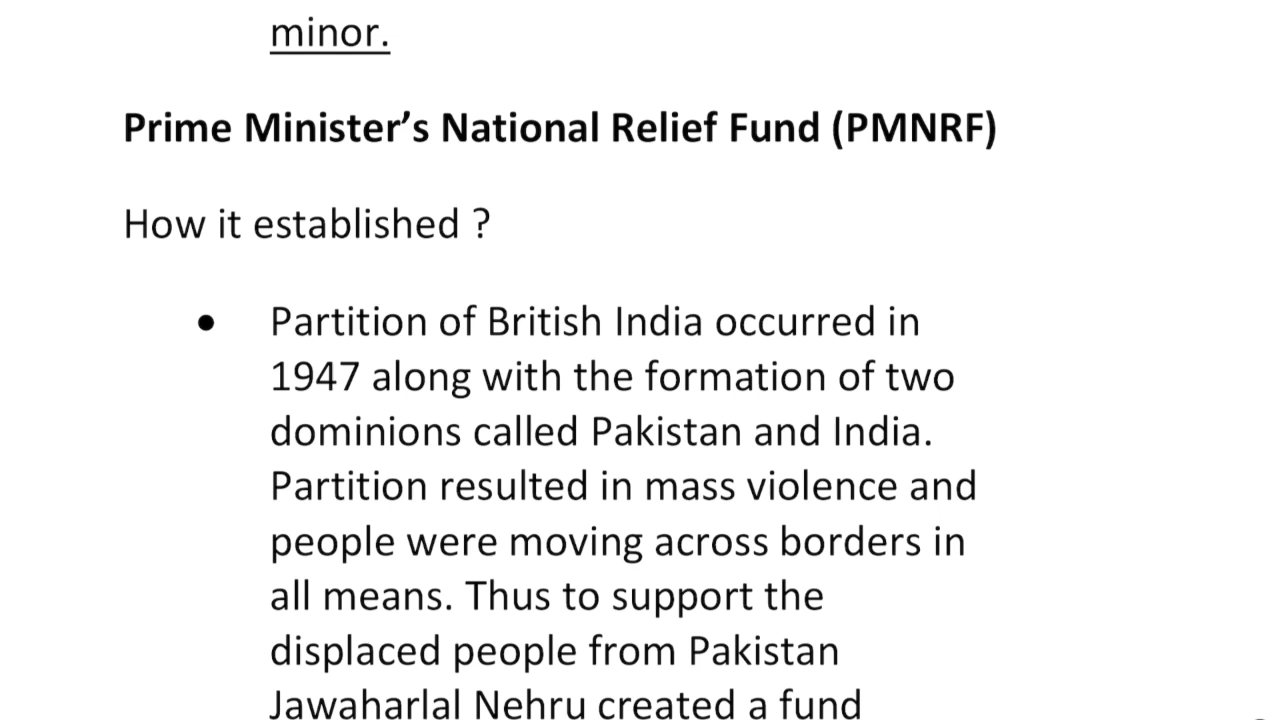 minor.
Prime Minister’s National Relief Fund (PMNRF)
How it established ?
• Partition of British India occurred in
1947 along with the formation of two
dominions called Pakistan and India.
Partition resulted in mass violence and
people were moving across borders in
all means. Thus to support the
displaced people from Pakistan
Jawaharlal Nehru created a fund